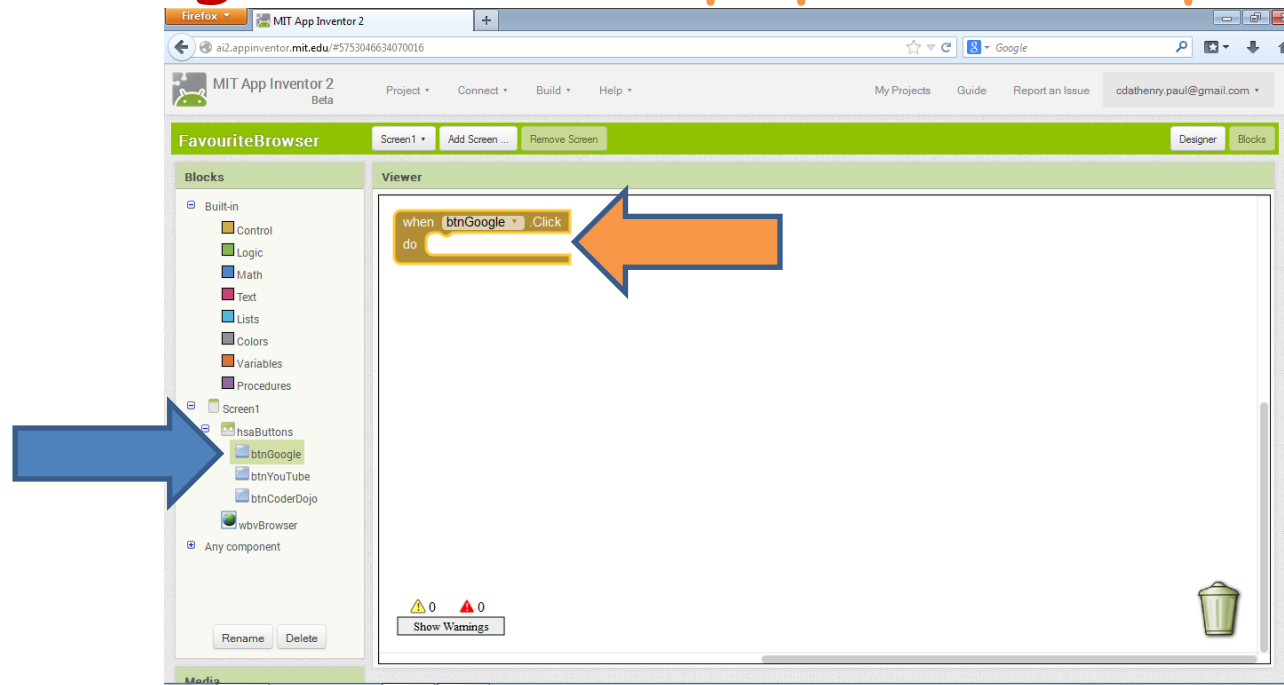 Firefox
MIT App Inventor 2
ai2.appinventor.mit.edu/#5753046634070016
Google
MIT App Inventor 2
Beta
Project Connect Build Help
My Projects Guide Report an Issue cdathenry.paul@gmail.com
FavouriteBrowser
Screen1 Add Screen ... Remove Screen
Designer Blocks
Blocks
Viewer
Built-in
Control
Logic
Math
Text
Lists
Colors
Variables
Procedures
Screen1
hsaButtons
btnGoogle
btnYouTube
btnCoderDojo
wbvBrowser
Any component
Rename Delete
Media
when btnGoogle .Click
do
0 0
Show Warnings